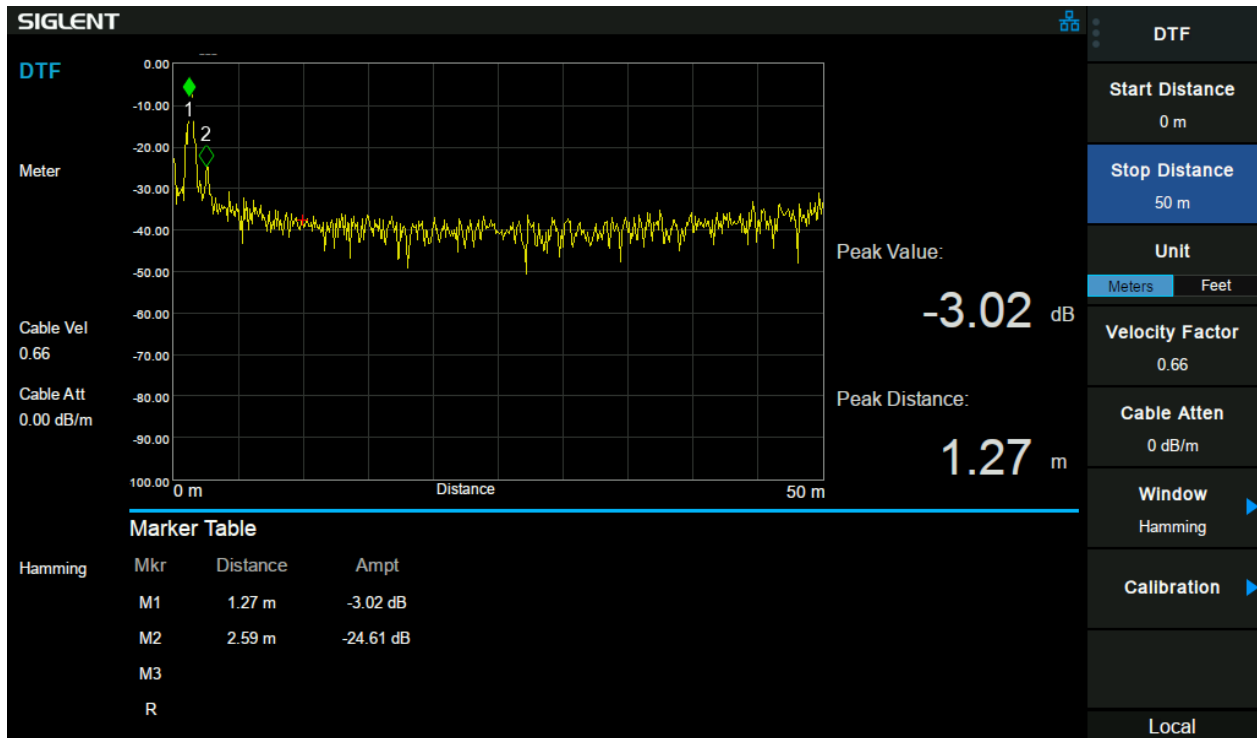 SIGLENT
DTF
---
Meter
Cable Vel
0.66
Cable Att
0.00 dB/m
Hamming
0.00
-10.00
-20.00
-30.00
-40.00
-50.00
-60.00
-70.00
-80.00
-90.00
100.00
1
2
0 m
Distance
50 m
Peak Value:
-3.02 dB
Peak Distance:
1.27 m
Marker Table
Mkr Distance Ampt
M1 1.27 m -3.02 dB
M2 2.59 m -24.61 dB
M3
R
DTF
Start Distance
0 m
Stop Distance
50 m
Unit
Meters Feet
Velocity Factor
0.66
Cable Atten
0 dB/m
Window
Hamming
Calibration
Local